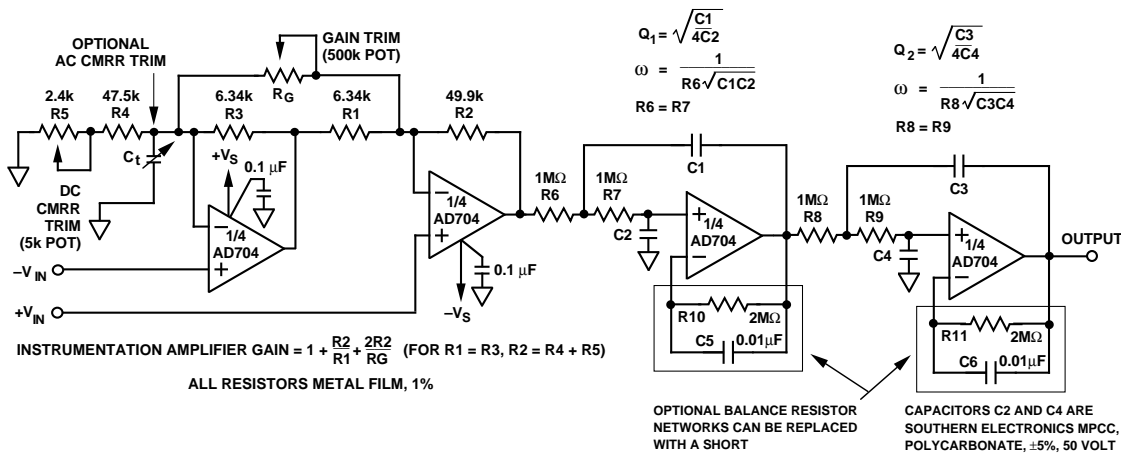 OPTIONAL
AC CMRR TRIM
GAIN TRIM
(500k POT)
RG
2.4k
R5
47.5k
R4
6.34k
R3
6.34k
R1
49.9k
R2
Ct
+VS
0.1 µF
DC
CMRR
TRIM
(5k POT)
–
1/4
AD704
+
–
1/4
AD704
+
0.1 µF
–VS
–VIN
+VIN
INSTRUMENTATION AMPLIFIER GAIN = 1 + R2/R1 + 2R2/RG (FOR R1 = R3, R2 = R4 + R5)
ALL RESISTORS METAL FILM, 1%
Q1 = √C1/4C2
ω = 1/R6√C1C2
R6 = R7
Q2 = √C3/4C4
ω = 1/R8√C3C4
R8 = R9
1MΩ
R6
1MΩ
R7
C1
C2
+
1/4
AD704
–
R10
2MΩ
C5
0.01µF
1MΩ
R8
1MΩ
R9
C3
C4
+
1/4
AD704
–
OUTPUT
R11
2MΩ
C6
0.01µF
OPTIONAL BALANCE RESISTOR
NETWORKS CAN BE REPLACED
WITH A SHORT
CAPACITORS C2 AND C4 ARE
SOUTHERN ELECTRONICS MPCC,
POLYCARBONATE, ±5%, 50 VOLT